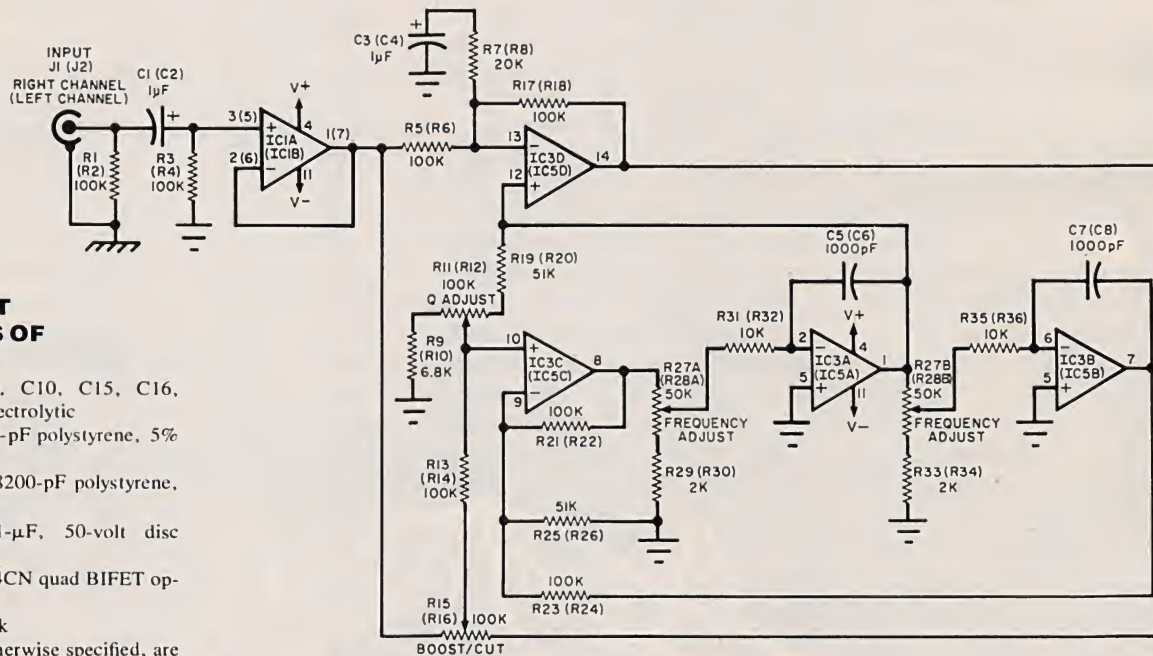 INPUT
J1 (J2)
RIGHT CHANNEL
(LEFT CHANNEL)
C1 (C2)
1µF
+
R1
(R2)
100K
R3
(R4)
100K
3(5)
2(6)
+
-
IC1A
(IC1B)
V+
4
11
V-
1(7)
+
C3 (C4)
1µF
R7(R8)
20K
R17 (R18)
100K
R5 (R6)
100K
13
12
-
+
IC3D
(IC5D)
14
R19 (R20)
51K
R11 (R12)
100K
Q ADJUST
R9
(R10)
6.8K
10
9
+
-
IC3C
(IC5C)
8
100K
R21 (R22)
R13
(R14)
100K
51K
R25 (R26)
100K
R23 (R24)
R15
(R16)
100K
BOOST/CUT
R27A
(R28A)
50K
FREQUENCY
ADJUST
R29 (R30)
2K
R31 (R32)
10K
C5 (C6)
1000pF
2
5
-
+
V+
4
IC3A
(IC5A)
11
V-
1
R27B
(R28B)
50K
FREQUENCY
ADJUST
R33 (R34)
2K
R35 (R36)
10K
C7 (C8)
1000pF
6
5
-
+
IC3B
(IC5B)
7
T
S OF
, C10, C15, C16,
ectrolytic
-pF polystyrene, 5%
8200-pF polystyrene,
1-µF, 50-volt disc
4CN quad BIFET op-
k
herwise specified, are